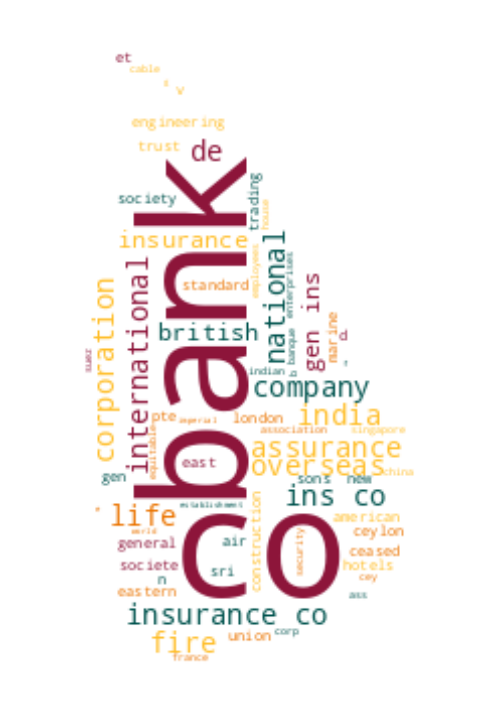 et
cable
v
engineering
trust
de
society
trading
house
insurance
bank
international
national
employees
enterprises
standard
corporation
gen ins
marine
d
british
banque
b
suez
indian
company
pte
imperial
london
india
equitable
association
singapore
assurance
east
overseas
china
gen
sons
new
establishment
ins co
life
co
construction
american
world
ceylon
general
air
security
ceased
societe
sri
hotels
n
cey
eastern
ass
insurance co
corp
fire
union
france